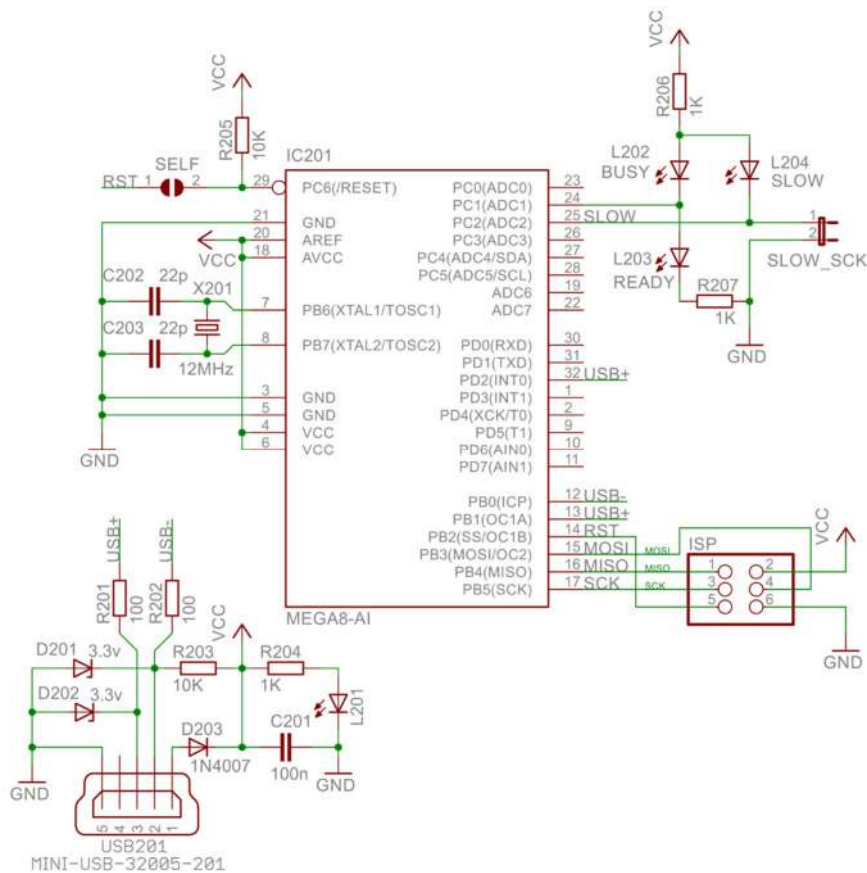 VCC
R206
1K
L202
BUSY
L204
SLOW
L203
READY
R207
1K
GND
1
2
SLOW_SCK
VCC
R205
10K
SELF
RST 1 2
IC201
29 PC6(/RESET)
21 GND
20 AREF
18 AVCC
VCC
C202 22p
X201
C203 22p
12MHz
7 PB6(XTAL1/TOSC1)
8 PB7(XTAL2/TOSC2)
3 GND
5 GND
4 VCC
6 VCC
GND
PC0(ADC0) 23
PC1(ADC1) 24
PC2(ADC2) 25 SLOW
PC3(ADC3) 26
PC4(ADC4/SDA) 27
PC5(ADC5/SCL) 28
ADC6 19
ADC7 22
PD0(RXD) 30
PD1(TXD) 31
PD2(INT0) 32 USB+
PD3(INT1) 1
PD4(XCK/T0) 2
PD5(T1) 9
PD6(AIN0) 10
PD7(AIN1) 11
PB0(ICP) 12 USB-
PB1(OC1A) 13 USB+
PB2(SS/OC1B) 14 RST
PB3(MOSI/OC2) 15 MOSI MOSI
PB4(MISO) 16 MISO MISO
PB5(SCK) 17 SCK SCK
MEGA8-AI
ISP
1 2
3 4
5 6
VCC
GND
USB+
USB-
R201
100
R202
100
D201 3.3v
D202 3.3v
R203
10K
VCC
R204
1K
L201
D203
1N4007
C201
100n
GND
GND
5 4 3 2 1
USB201
MINI-USB-32005-201